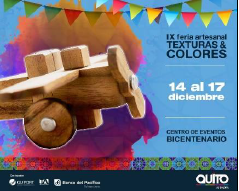 IX feria artesanal
TEXTURAS &
COLORES
14 al 17
diciembre
CENTRO DE EVENTOS
BICENTENARIO
Banco del Pacífico
QUITO